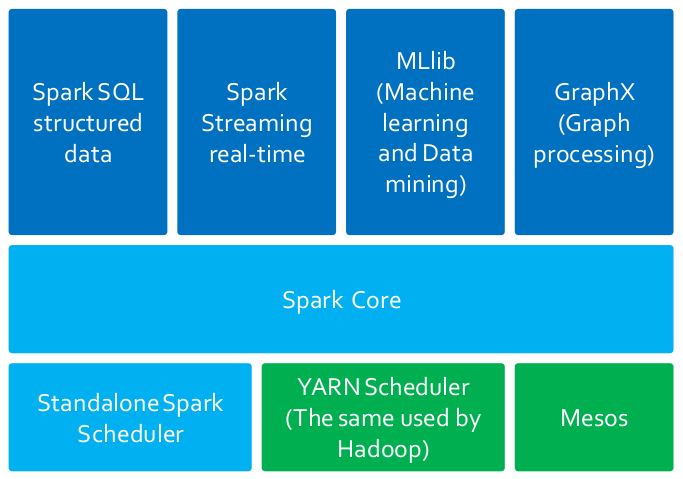 Spark SQL
structured
data
Spark
Streaming
real-time
MLlib
(Machine
learning
and Data
mining)
GraphX
(Graph
processing)
Spark Core
Standalone Spark
Scheduler
YARN Scheduler
(The same used by
Hadoop)
Mesos